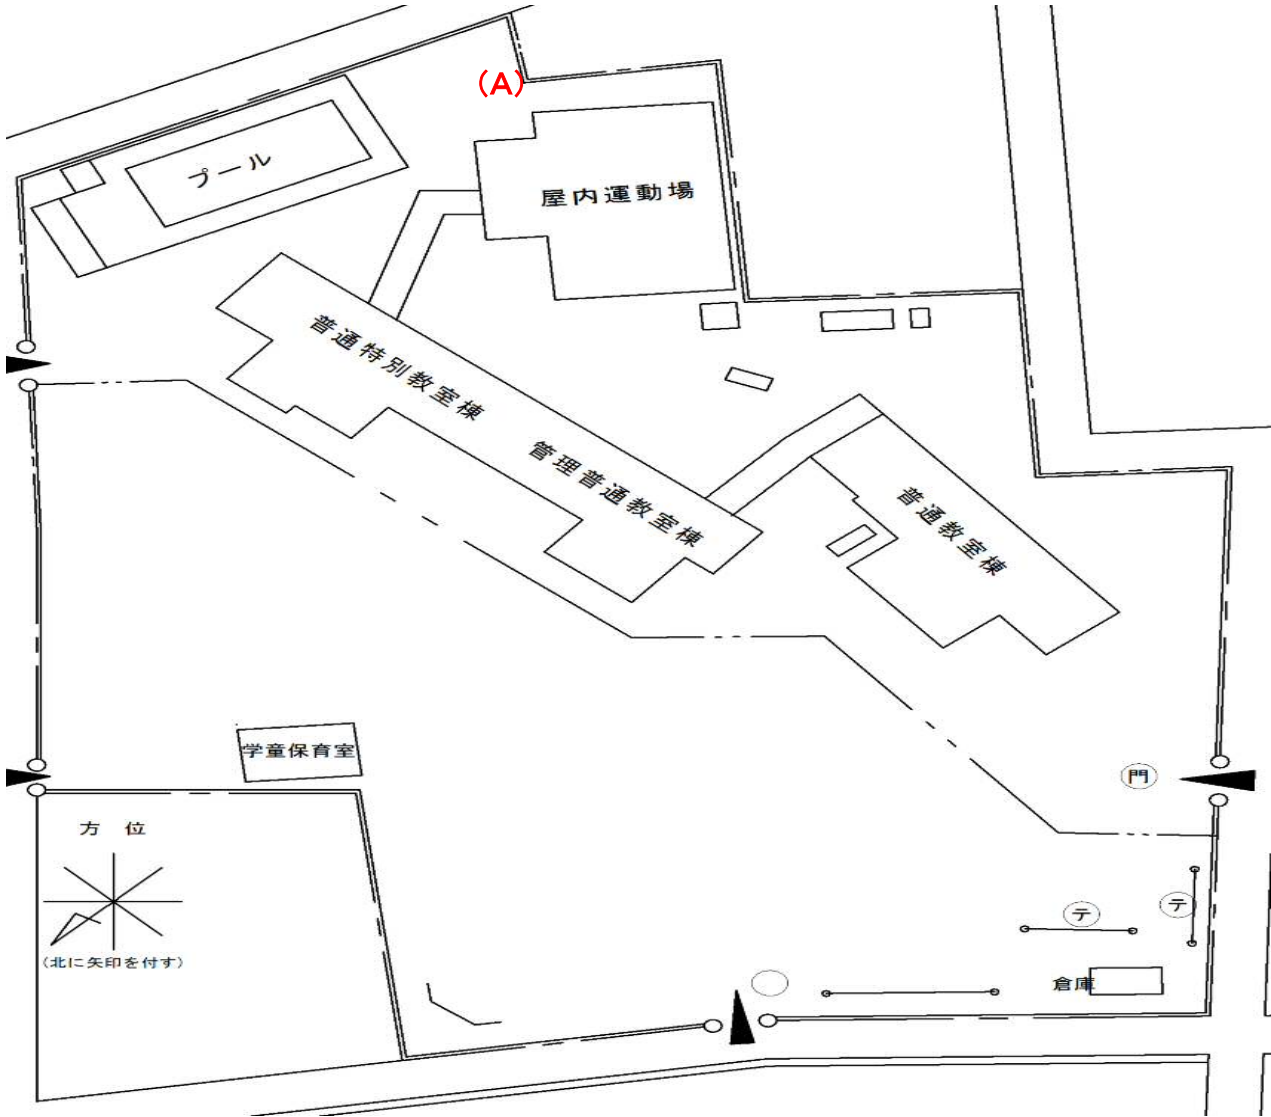 (A)
プール
屋内運動場
普通特別教室棟
管理普通教室棟
普通教室棟
学童保育室
門
方位
テ
テ
(北に矢印を付す)
倉庫